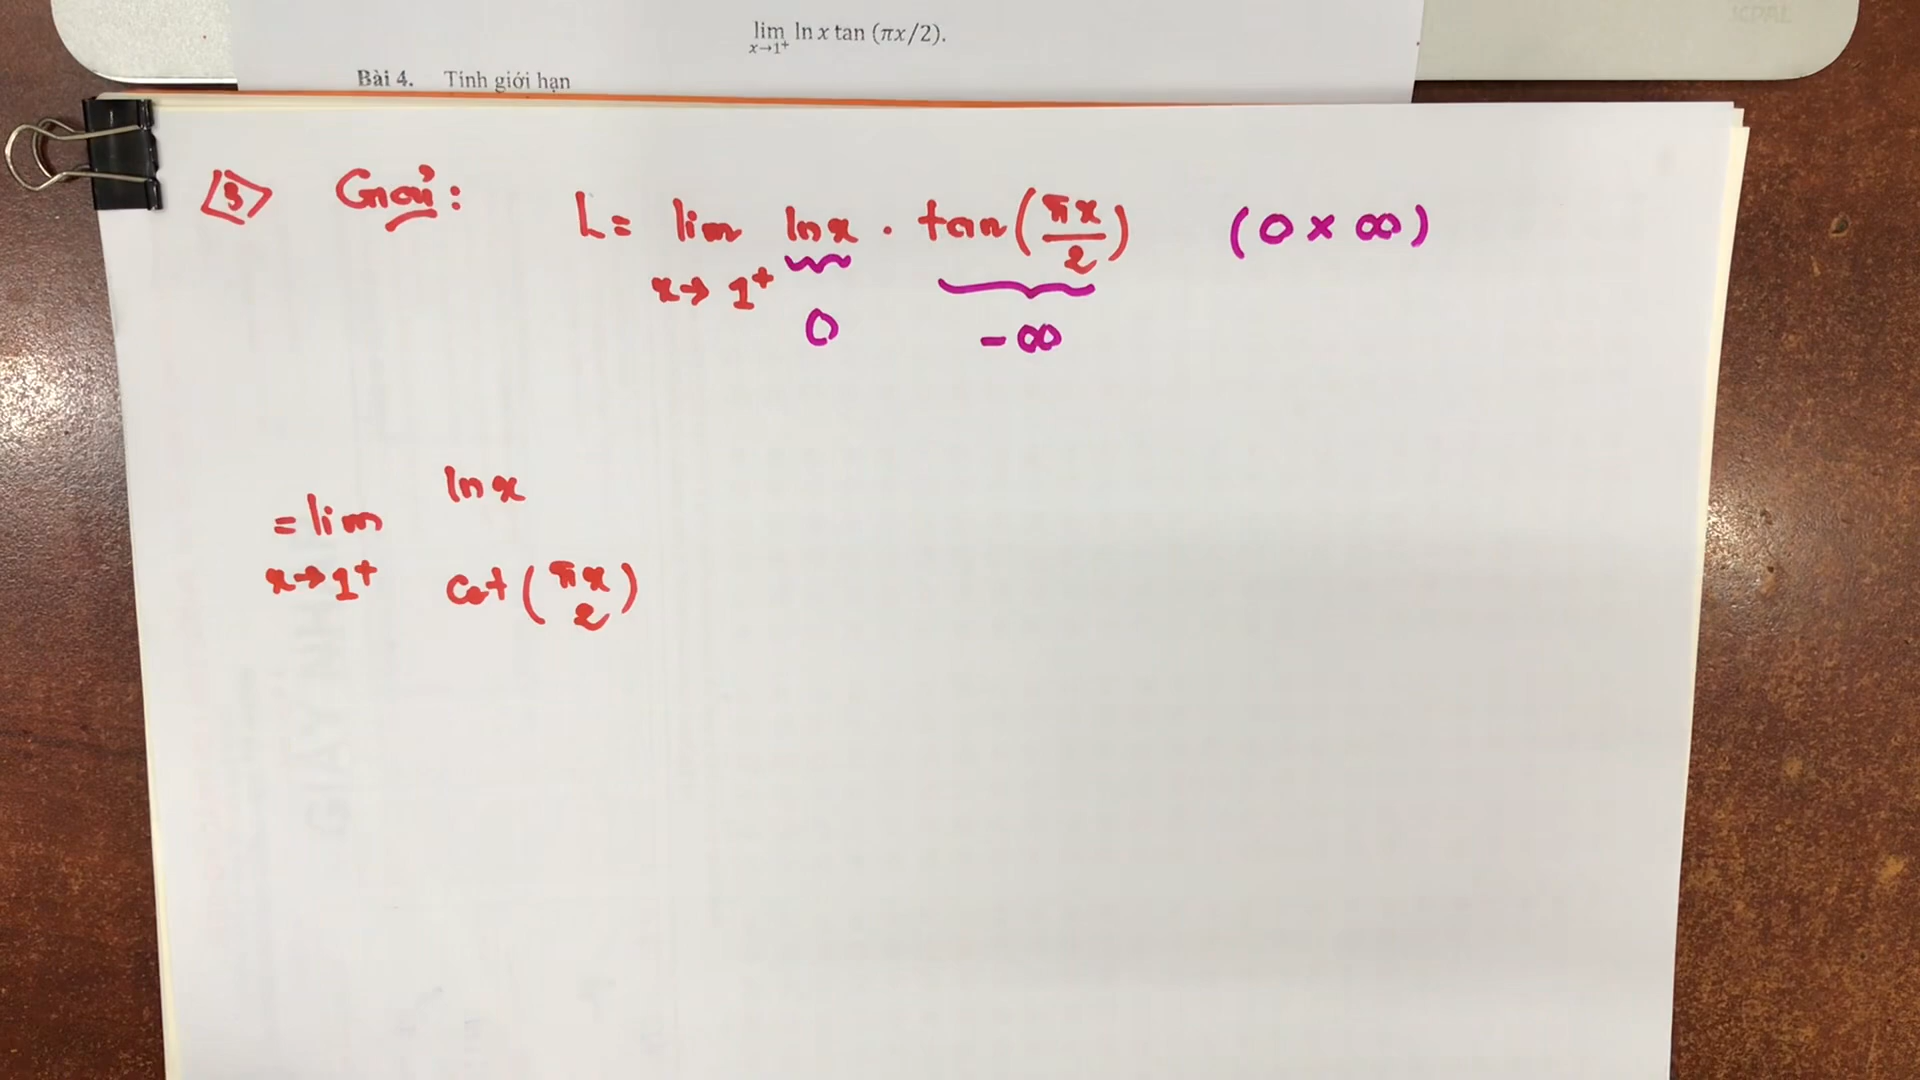 lim ln x tan (πx/2).
x→1⁺
Bài 4. Tính giới hạn
3 Giải: L = lim ln x . tan(πx/2) (0 × ∞)
x→1⁺
0 -∞
= lim ln x
x→1⁺ cot(πx/2)